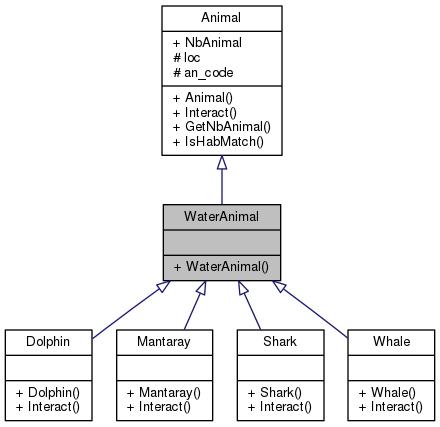 Animal
+ NbAnimal
# loc
# an_code
+ Animal()
+ Interact()
+ GetNbAnimal()
+ IsHabMatch()
WaterAnimal
+ WaterAnimal()
Dolphin
+ Dolphin()
+ Interact()
Mantaray
+ Mantaray()
+ Interact()
Shark
+ Shark()
+ Interact()
Whale
+ Whale()
+ Interact()